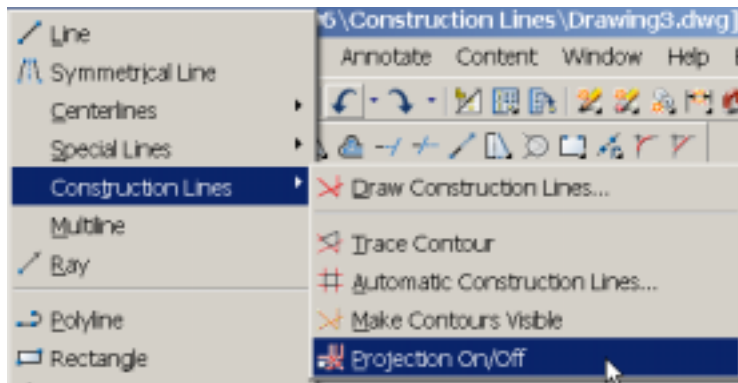 6\Construction Lines\Drawing3.dwg]
Annotate Content Window Help
Line
Symmetrical Line
Centerlines
Special Lines
Construction Lines
Multiline
Ray
Polyline
Rectangle
Draw Construction Lines...
Trace Contour
Automatic Construction Lines...
Make Contours Visible
Projection On/Off